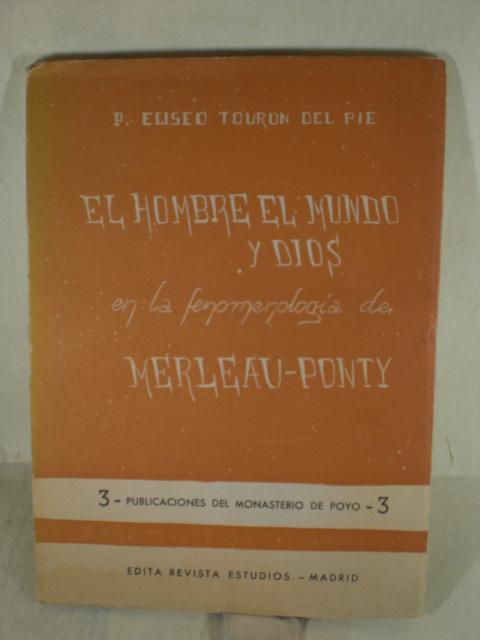 P. ELISEO TOURON DEL PIE
EL HOMBRE EL MUNDO
Y DIOS
en la fenomenología de
MERLEAU-PONTY
3 - PUBLICACIONES DEL MONASTERIO DE POYO - 3
EDITA REVISTA ESTUDIOS. - MADRID